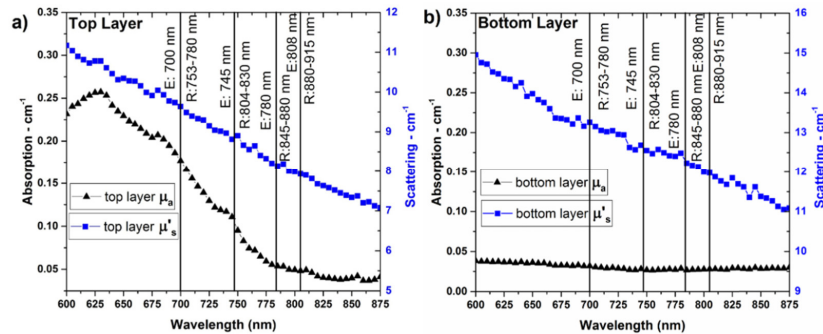 a)
Top Layer
0.35
0.30
0.25
0.20
0.15
0.10
0.05
Absorption - cm⁻¹
12
11
10
9
8
7
6
5
Scattering - cm⁻¹
E: 700 nm
R:753-780 nm
E: 745 nm
R:804-830 nm
E:780 nm
R:845-880 nm
E:808 nm
R:880-915 nm
top layer μa
top layer μ's
600 625 650 675 700 725 750 775 800 825 850 875
Wavelength (nm)
b)
Bottom Layer
0.35
0.30
0.25
0.20
0.15
0.10
0.05
0.00
Absorption - cm⁻¹
16
15
14
13
12
11
10
9
Scattering - cm⁻¹
E: 700 nm
R:753-780 nm
E: 745 nm
R:804-830 nm
E:780 nm
R:845-880 nm
E:808 nm
R:880-915 nm
bottom layer μa
bottom layer μ's
600 625 650 675 700 725 750 775 800 825 850 875
Wavelength (nm)